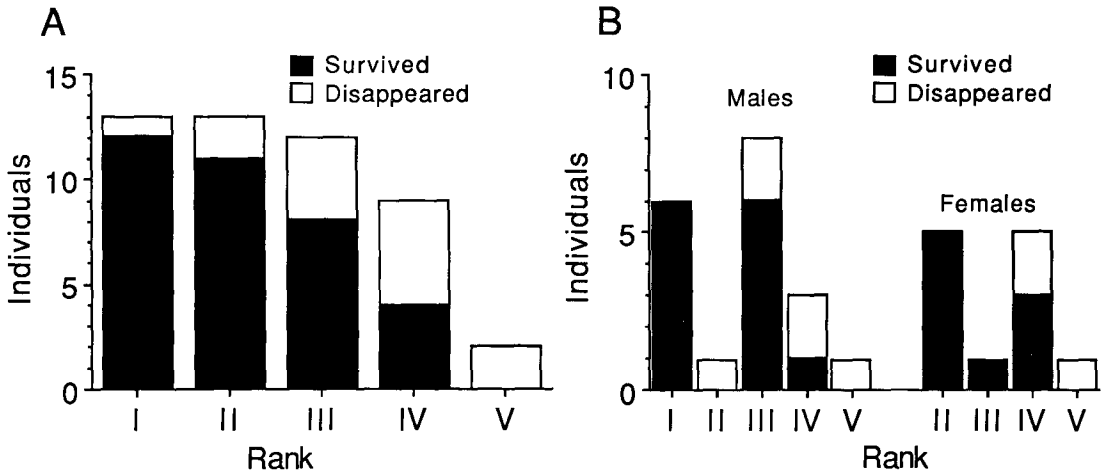 A
Survived
Disappeared
15
10
5
0
Individuals
I II III IV V
Rank
B
Survived
Disappeared
10
5
0
Individuals
Males
Females
I II III IV V II III IV V
Rank